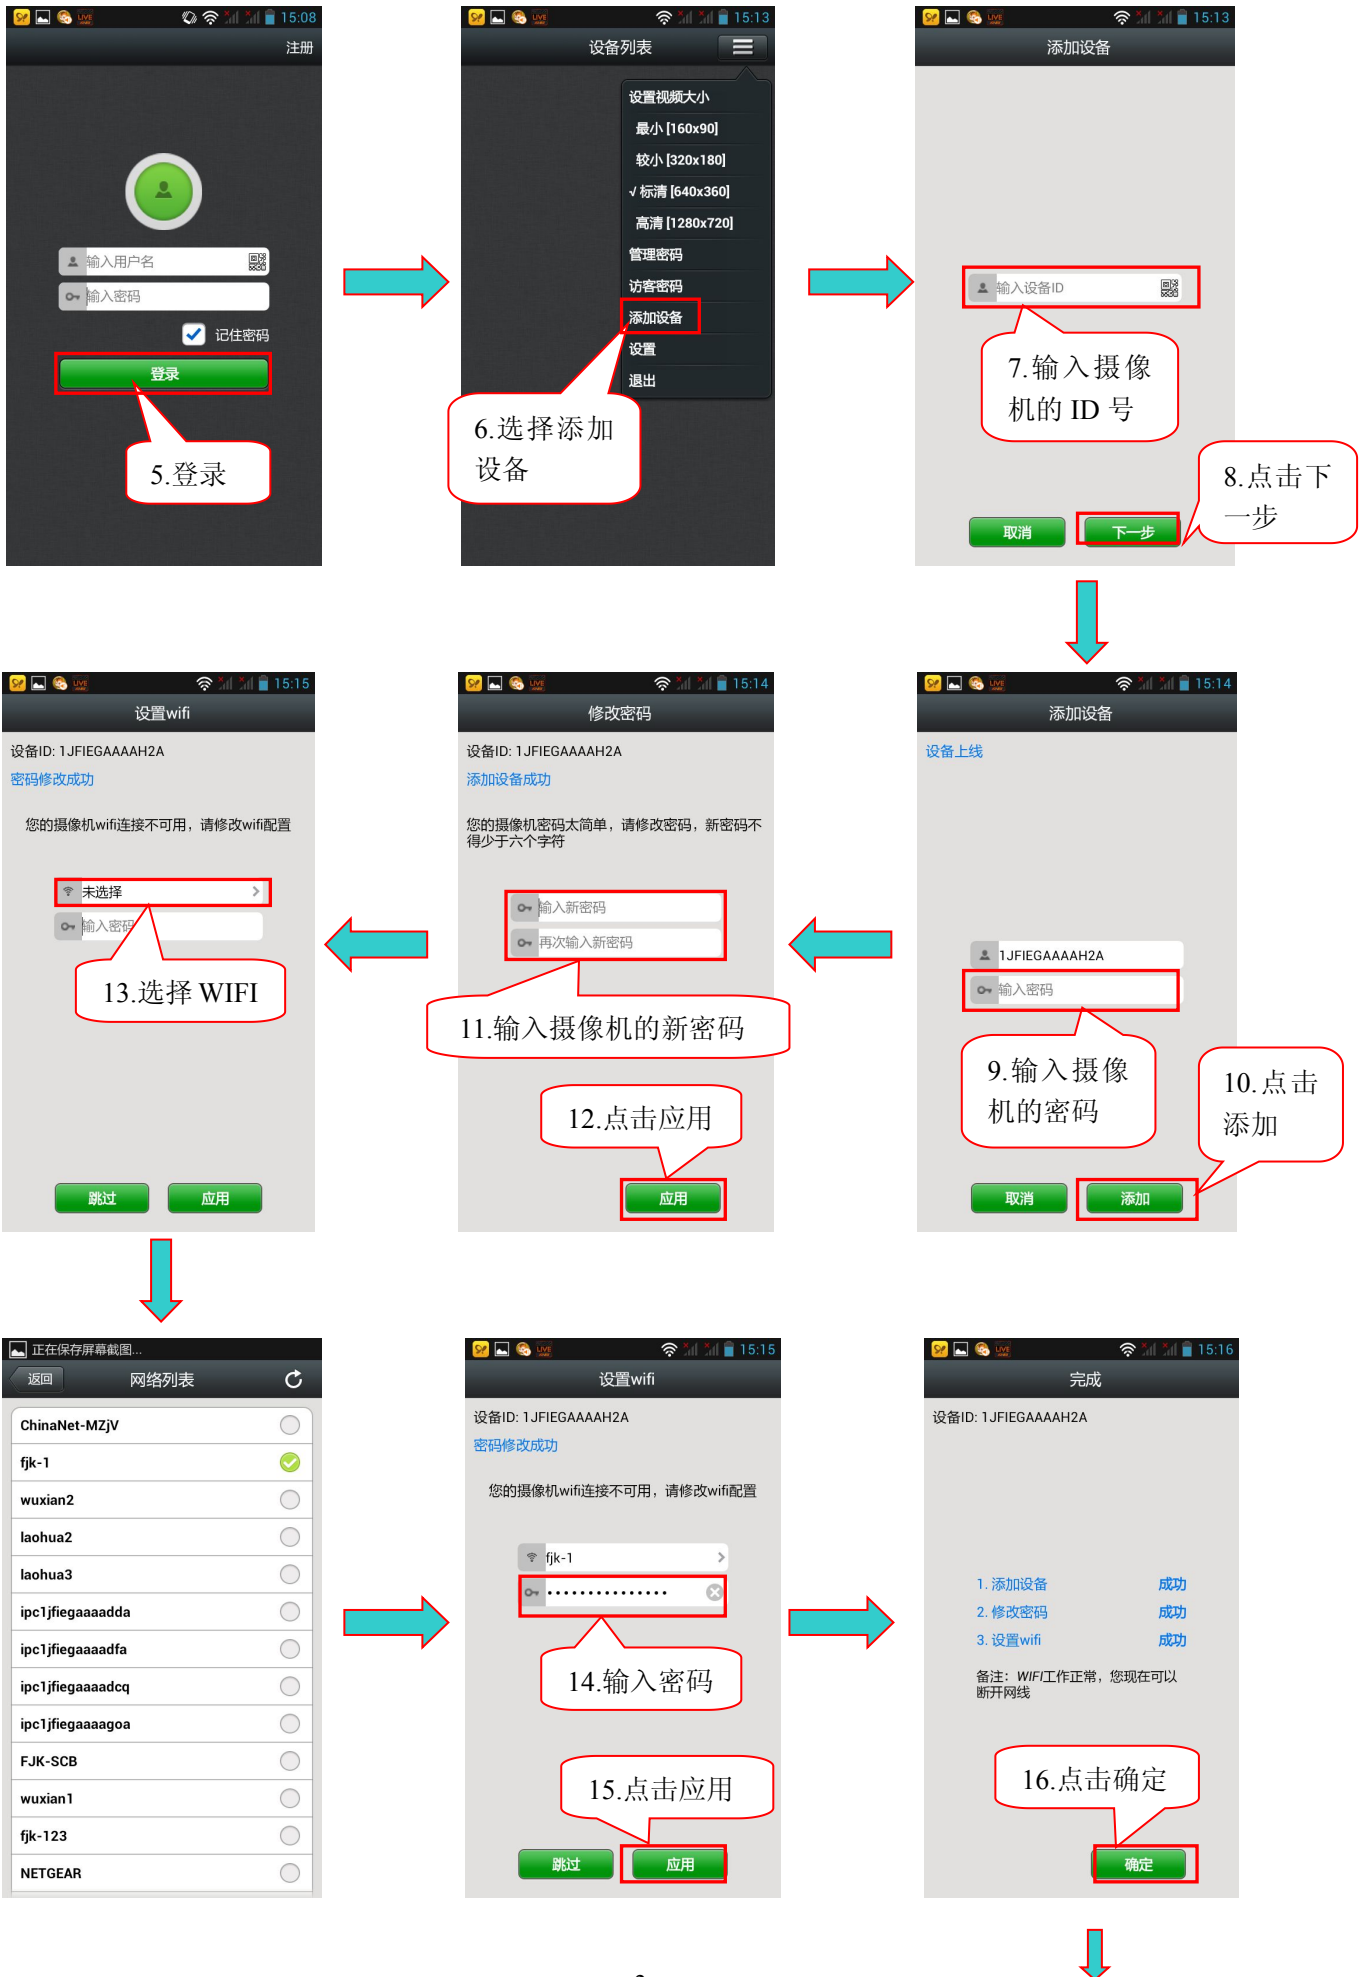 15:08
注册
输入用户名
输入密码
记住密码
登录
5.登录
15:13
设备列表
设置视频大小
最小 [160x90]
较小 [320x180]
√ 标清 [640x360]
高清 [1280x720]
管理密码
访客密码
添加设备
设置
退出
6.选择添加
设备
15:13
添加设备
输入设备ID
7.输入摄像
机的 ID 号
8.点击下
一步
取消
下一步
15:14
添加设备
设备上线
1JFIEGAAAAH2A
输入密码
9.输入摄像
机的密码
10.点击
添加
取消
添加
15:14
修改密码
设备ID: 1JFIEGAAAAH2A
添加设备成功
您的摄像机密码太简单，请修改密码，新密码不
得少于六个字符
输入新密码
再次输入新密码
11.输入摄像机的新密码
12.点击应用
应用
15:15
设置wifi
设备ID: 1JFIEGAAAAH2A
密码修改成功
您的摄像机wifi连接不可用，请修改wifi配置
未选择
输入密码
13.选择 WIFI
跳过
应用
正在保存屏幕截图...
返回
网络列表
ChinaNet-MZjV
fjk-1
wuxian2
laohua2
laohua3
ipc1jfiegaaaadda
ipc1jfiegaaaadfa
ipc1jfiegaaaadcq
ipc1jfiegaaaagoa
FJK-SCB
wuxian1
fjk-123
NETGEAR
15:15
设置wifi
设备ID: 1JFIEGAAAAH2A
密码修改成功
您的摄像机wifi连接不可用，请修改wifi配置
fjk-1
14.输入密码
15.点击应用
跳过
应用
15:16
完成
设备ID: 1JFIEGAAAAH2A
1. 添加设备 成功
2. 修改密码 成功
3. 设置wifi 成功
备注：WIFI工作正常，您现在可以
断开网线
16.点击确定
确定